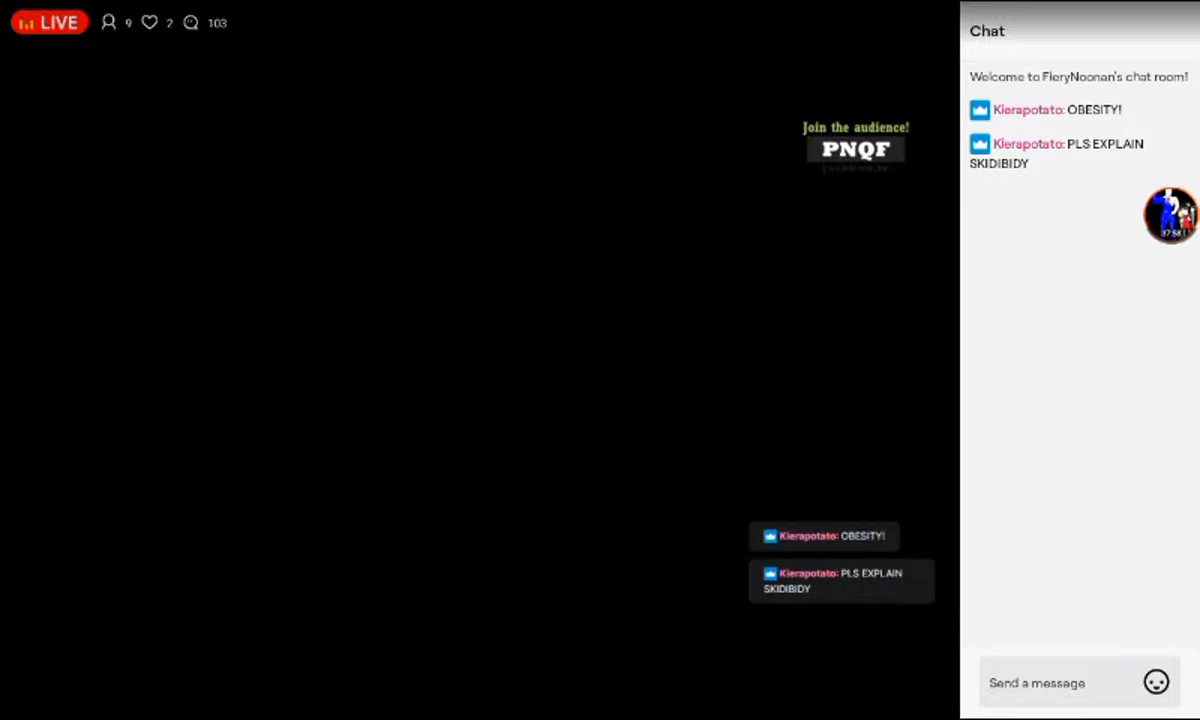 LIVE 9 2 103
Chat
Welcome to FieryNoonan's chat room!
Kierapotato: OBESITY!
Kierapotato: PLS EXPLAIN
SKIDIBIDY
Join the audience!
PNQF
Kierapotato: OBESITY!
Kierapotato: PLS EXPLAIN
SKIDIBIDY
Send a message